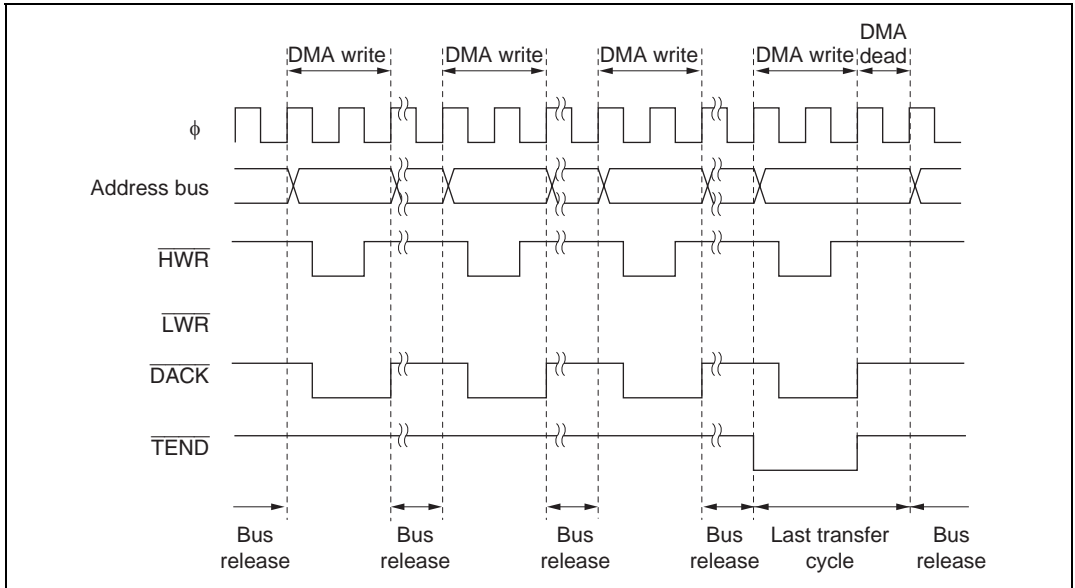 DMA write
DMA write
DMA write
DMA write
DMA
dead
ϕ
Address bus
HWR
LWR
DACK
TEND
Bus
release
Bus
release
Bus
release
Bus
release
Last transfer
cycle
Bus
release